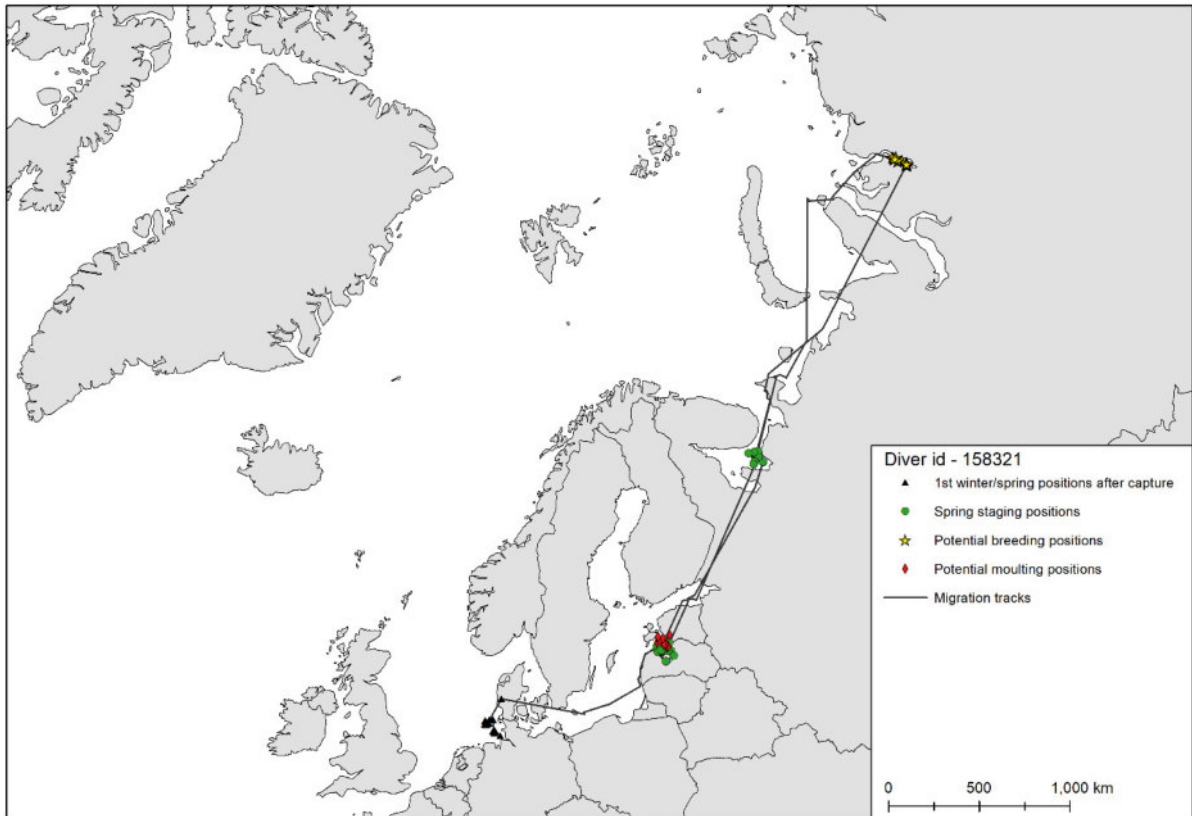 Diver id - 158321
1st winter/spring positions after capture
Spring staging positions
Potential breeding positions
Potential moulting positions
Migration tracks
0 500 1,000 km